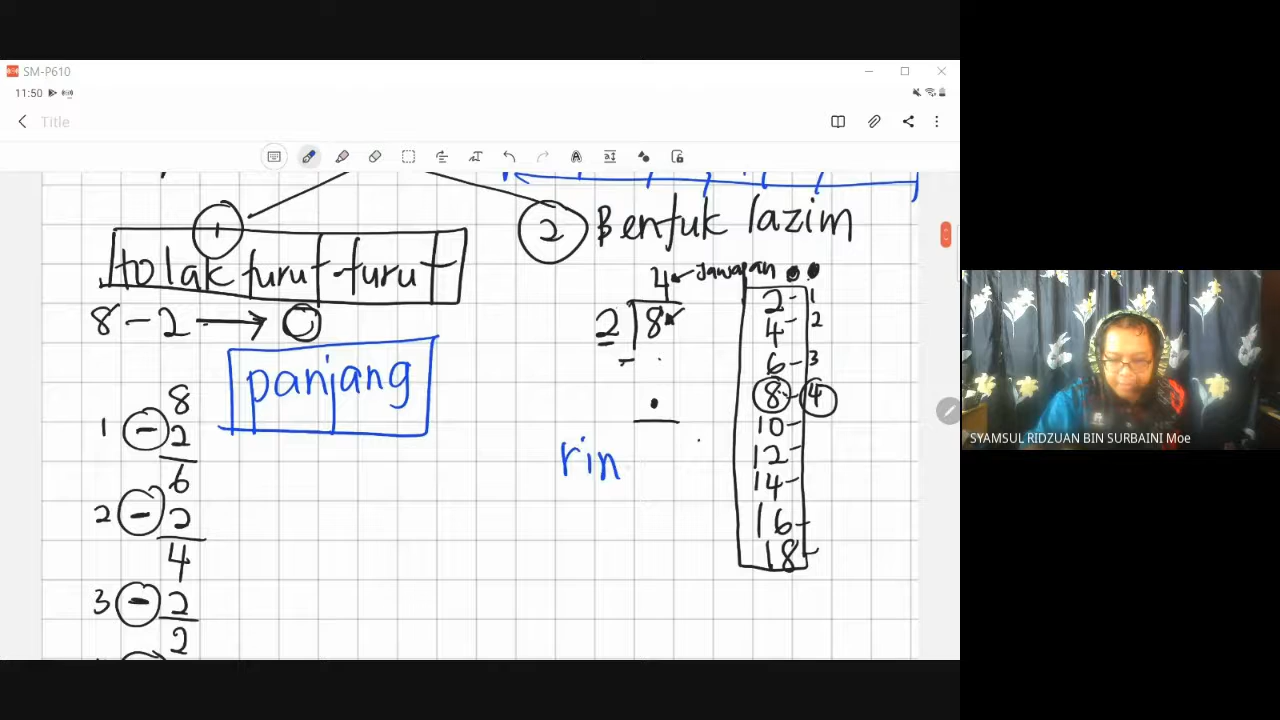 SM-P610
11:50
Title
1
tolak turut-turut
8 - 2 → 0
panjang
8
1 - 2
6
2 - 2
4
3 - 2
2
2 Bentuk lazim
4 ← Jawapan
2 8
rin
2 - 1
4 - 2
6 - 3
8 - 4
10 -
12 -
14 -
16 -
18 -
SYAMSUL RIDZUAN BIN SURBAINI Moe